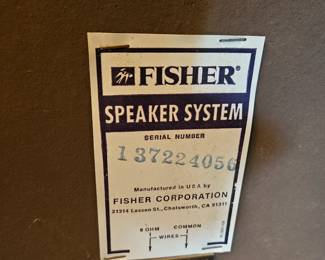 FISHER®
SPEAKER SYSTEM
SERIAL NUMBER
137224056
Manufactured in U.S.A. by
FISHER CORPORATION
21314 Lassen St., Chatsworth, CA 91311
8 OHM COMMON
WIRES